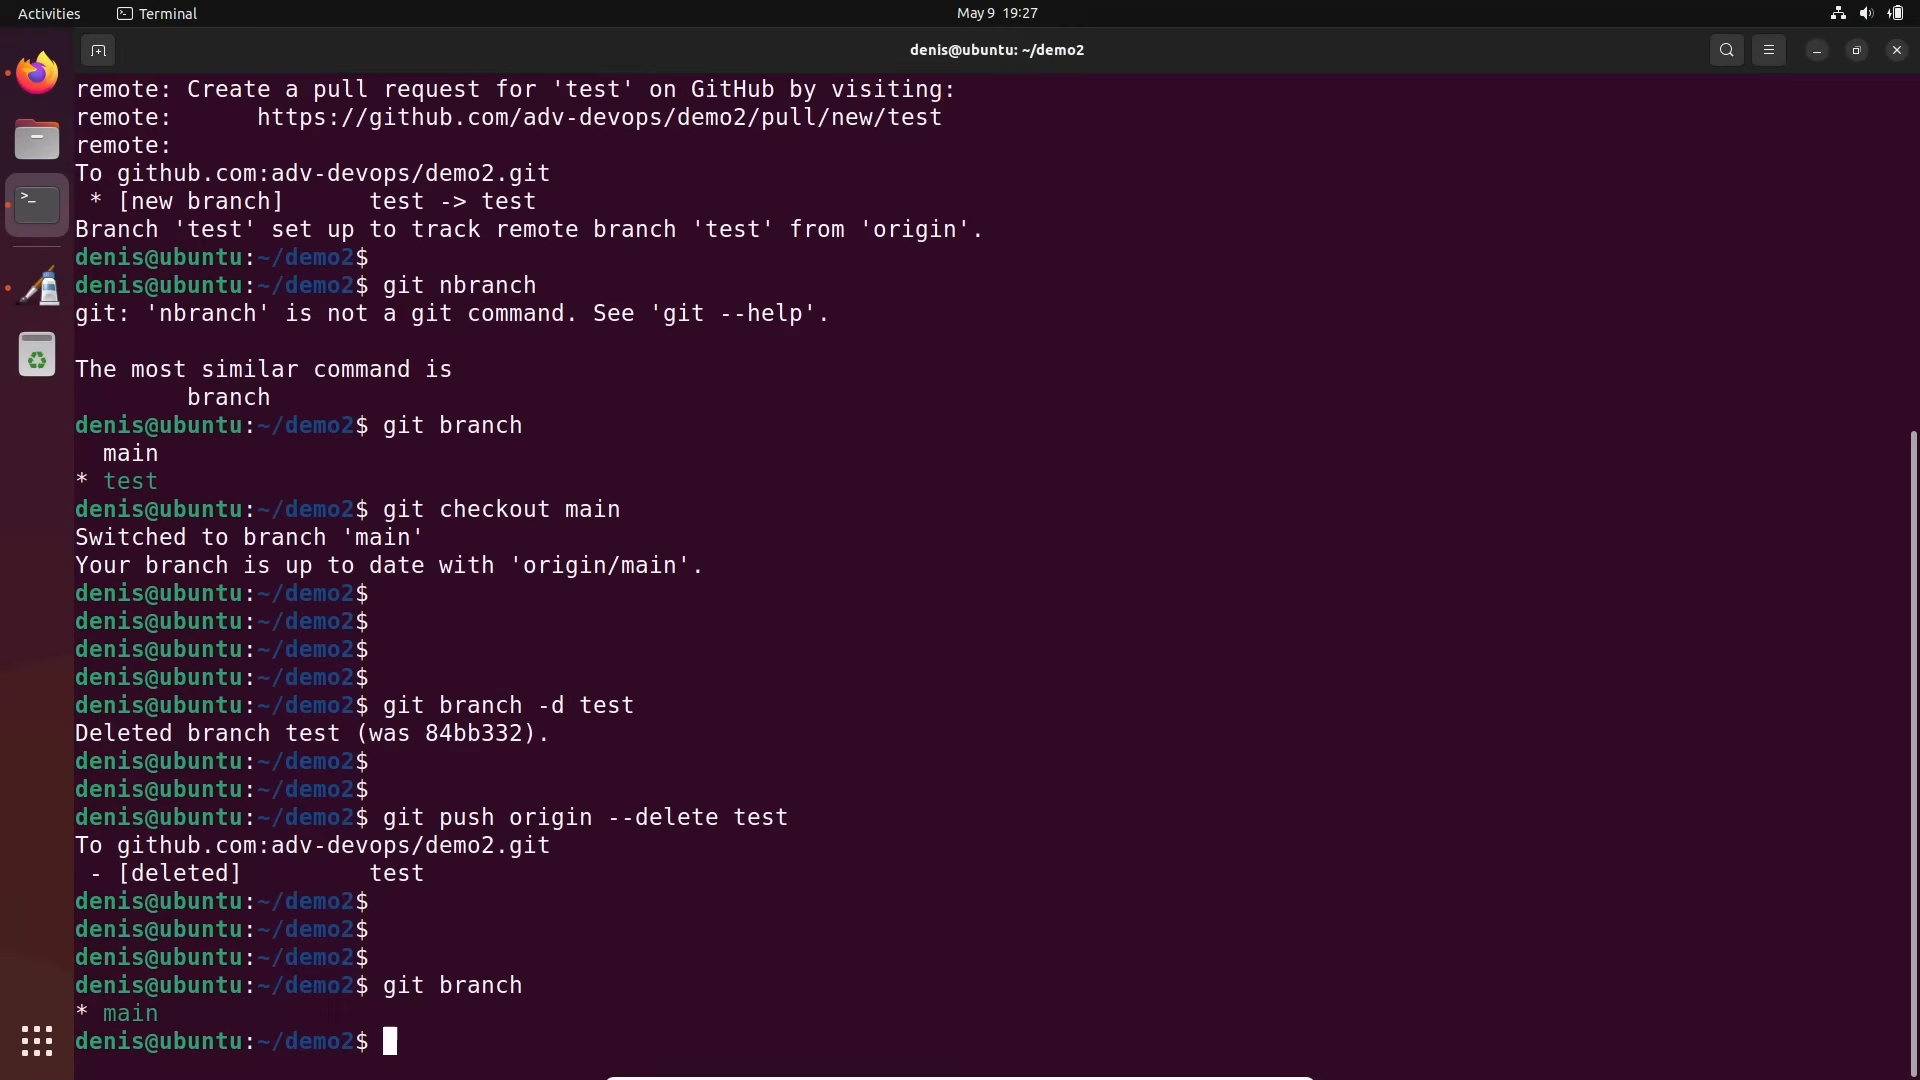 Activities
Terminal
May 9 19:27
denis@ubuntu: ~/demo2
remote: Create a pull request for 'test' on GitHub by visiting:
remote:      https://github.com/adv-devops/demo2/pull/new/test
remote:
To github.com:adv-devops/demo2.git
 * [new branch]      test -> test
Branch 'test' set up to track remote branch 'test' from 'origin'.
denis@ubuntu:~/demo2$
denis@ubuntu:~/demo2$ git nbranch
git: 'nbranch' is not a git command. See 'git --help'.

The most similar command is
        branch
denis@ubuntu:~/demo2$ git branch
  main
* test
denis@ubuntu:~/demo2$ git checkout main
Switched to branch 'main'
Your branch is up to date with 'origin/main'.
denis@ubuntu:~/demo2$
denis@ubuntu:~/demo2$
denis@ubuntu:~/demo2$
denis@ubuntu:~/demo2$
denis@ubuntu:~/demo2$ git branch -d test
Deleted branch test (was 84bb332).
denis@ubuntu:~/demo2$
denis@ubuntu:~/demo2$
denis@ubuntu:~/demo2$ git push origin --delete test
To github.com:adv-devops/demo2.git
 - [deleted]         test
denis@ubuntu:~/demo2$
denis@ubuntu:~/demo2$
denis@ubuntu:~/demo2$
denis@ubuntu:~/demo2$ git branch
* main
denis@ubuntu:~/demo2$